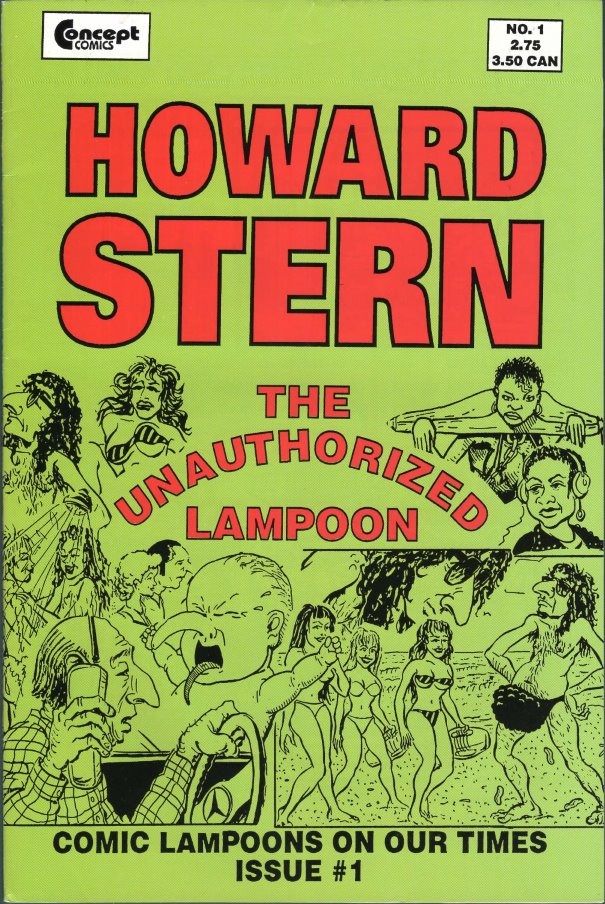 Concept
COMICS
NO. 1
2.75
3.50 CAN
HOWARD
STERN
THE
UNAUTHORIZED
LAMPOON
COMIC LAMPOONS ON OUR TIMES
ISSUE #1